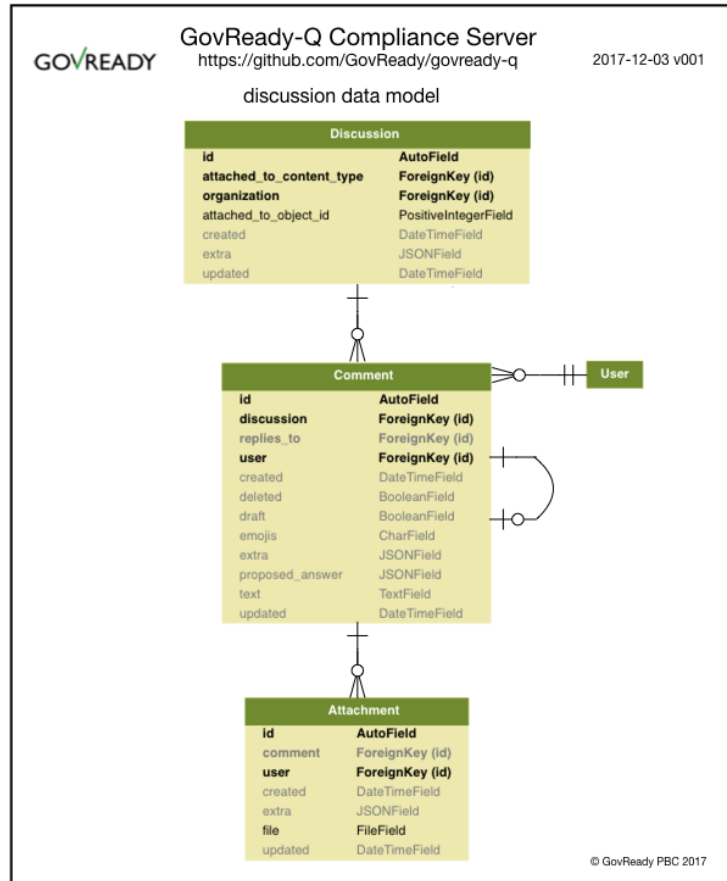 GovReady-Q Compliance Server
GOVREADY
https://github.com/GovReady/govready-q
2017-12-03 v001
discussion data model
Discussion
id AutoField
attached_to_content_type ForeignKey (id)
organization ForeignKey (id)
attached_to_object_id PositiveIntegerField
created DateTimeField
extra JSONField
updated DateTimeField
Comment
User
id AutoField
discussion ForeignKey (id)
replies_to ForeignKey (id)
user ForeignKey (id)
created DateTimeField
deleted BooleanField
draft BooleanField
emojis CharField
extra JSONField
proposed_answer JSONField
text TextField
updated DateTimeField
Attachment
id AutoField
comment ForeignKey (id)
user ForeignKey (id)
created DateTimeField
extra JSONField
file FileField
updated DateTimeField
© GovReady PBC 2017